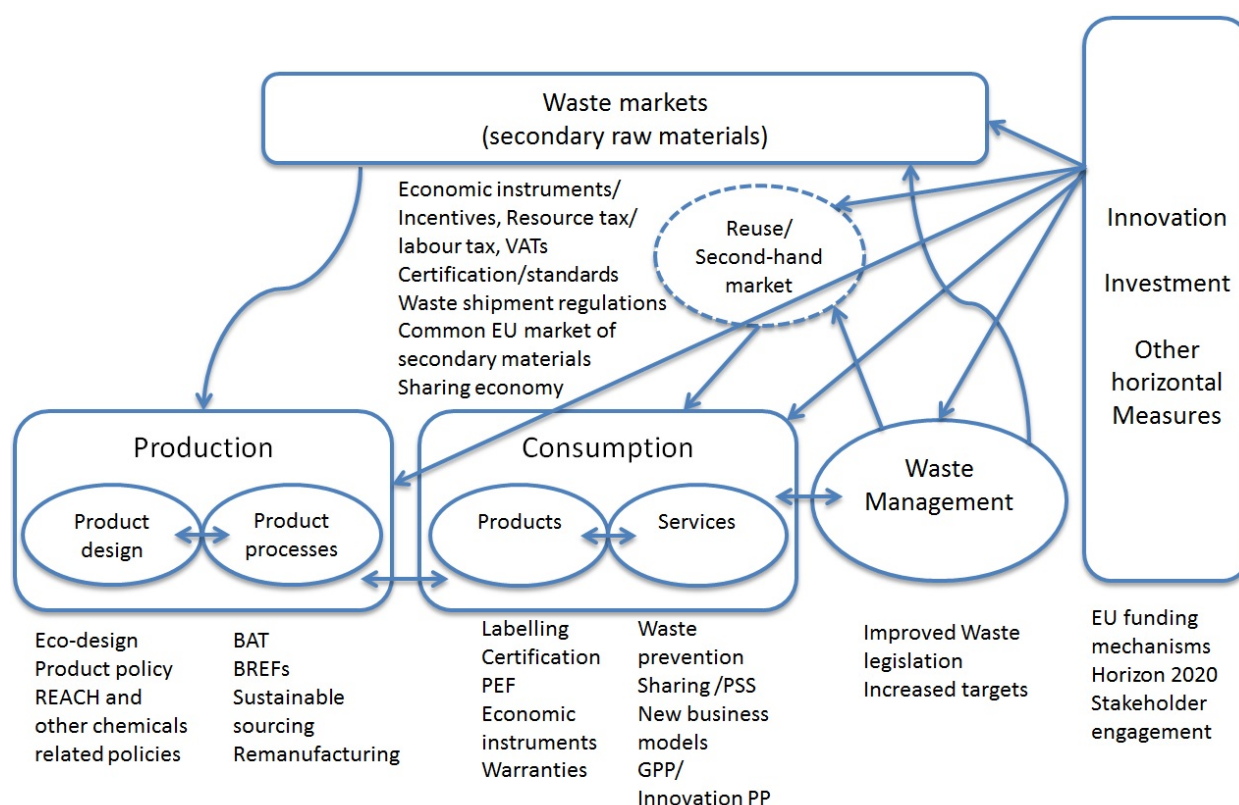 Waste markets
(secondary raw materials)
Economic instruments/
Incentives, Resource tax/
labour tax, VATs
Certification/standards
Waste shipment regulations
Common EU market of
secondary materials
Sharing economy
Reuse/
Second-hand
market
Innovation
Investment
Other
horizontal
Measures
Production
Product
design
Product
processes
Consumption
Products
Services
Waste
Management
Eco-design
Product policy
REACH and
other chemicals
related policies
BAT
BREFs
Sustainable
sourcing
Remanufacturing
Labelling
Certification
PEF
Economic
instruments
Warranties
Waste
prevention
Sharing /PSS
New business
models
GPP/
Innovation PP
Improved Waste
legislation
Increased targets
EU funding
mechanisms
Horizon 2020
Stakeholder
engagement